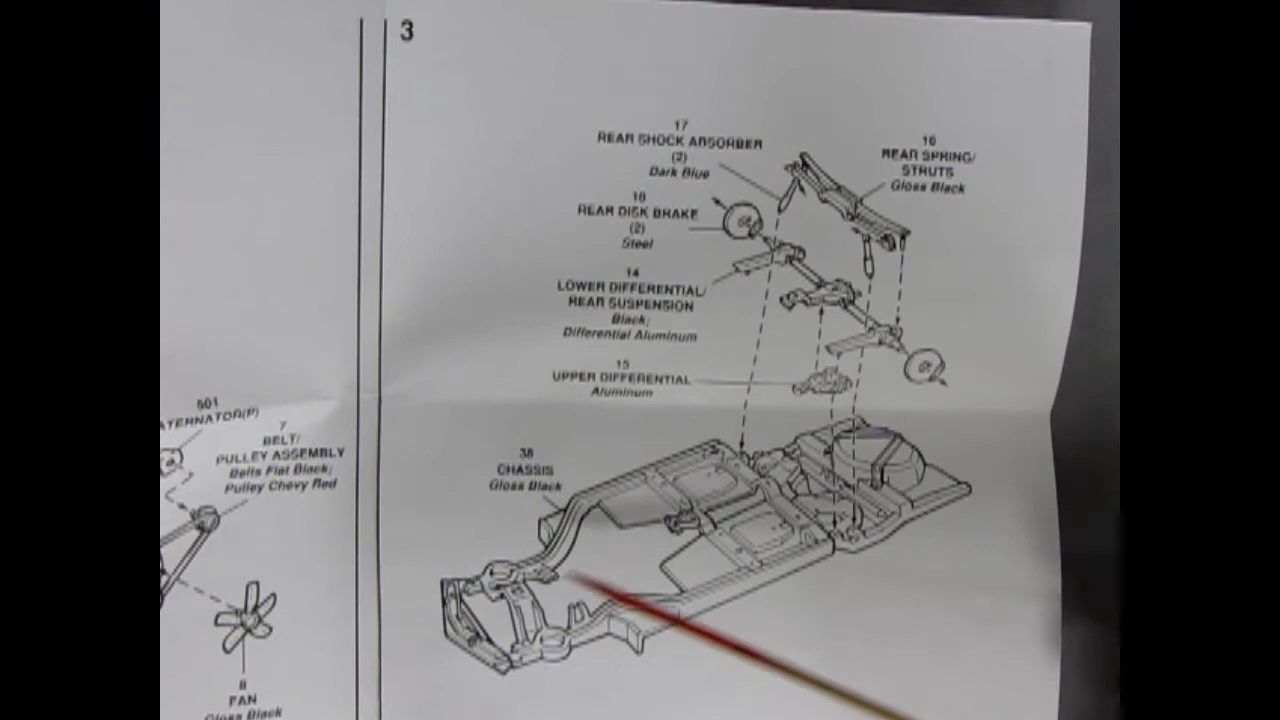 3
17
REAR SHOCK ABSORBER
(2)
Dark Blue
16
REAR SPRING/
STRUTS
Gloss Black
18
REAR DISK BRAKE
(2)
Steel
14
LOWER DIFFERENTIAL/
REAR SUSPENSION
Black;
Differential Aluminum
15
UPPER DIFFERENTIAL
Aluminum
38
CHASSIS
Gloss Black
501
TERNATOR(P)
7
BELT/
PULLEY ASSEMBLY
Belts Flat Black;
Pulley Chevy Red
8
FAN
Gloss Black